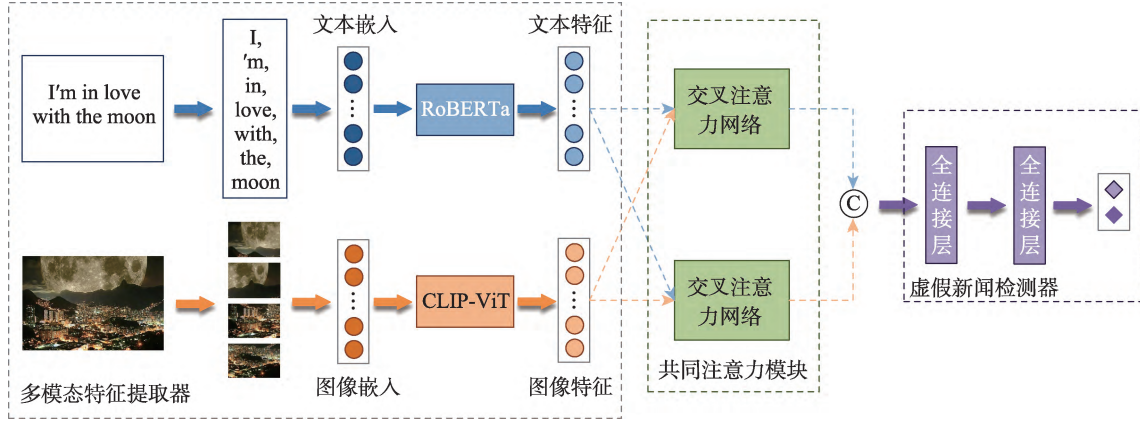 I'm in love
with the moon
I,
'm,
in,
love,
with,
the,
moon
文本嵌入
RoBERTa
文本特征
图像嵌入
CLIP-ViT
图像特征
多模态特征提取器
交叉注意
力网络
交叉注意
力网络
共同注意力模块
C
全
连
接
层
全
连
接
层
虚假新闻检测器